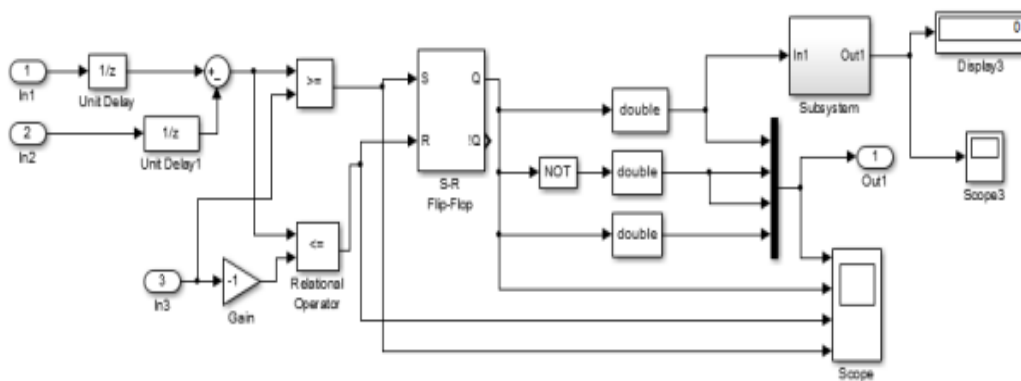 1
In1
1/z
Unit Delay
2
In2
1/z
Unit Delay1
+
-
>=
3
In3
-1
Gain
<=
Relational
Operator
S
Q
R
!Q
S-R
Flip-Flop
double
NOT
double
double
In1
Out1
Subsystem
0
Display3
1
Out1
Scope3
Scope